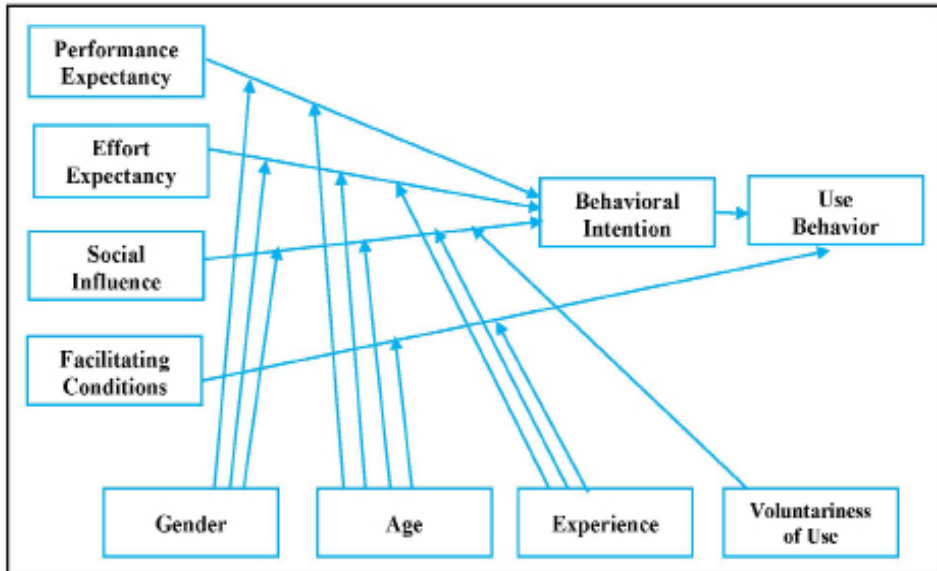 Performance
Expectancy
Effort
Expectancy
Social
Influence
Facilitating
Conditions
Behavioral
Intention
Use
Behavior
Gender
Age
Experience
Voluntariness
of Use